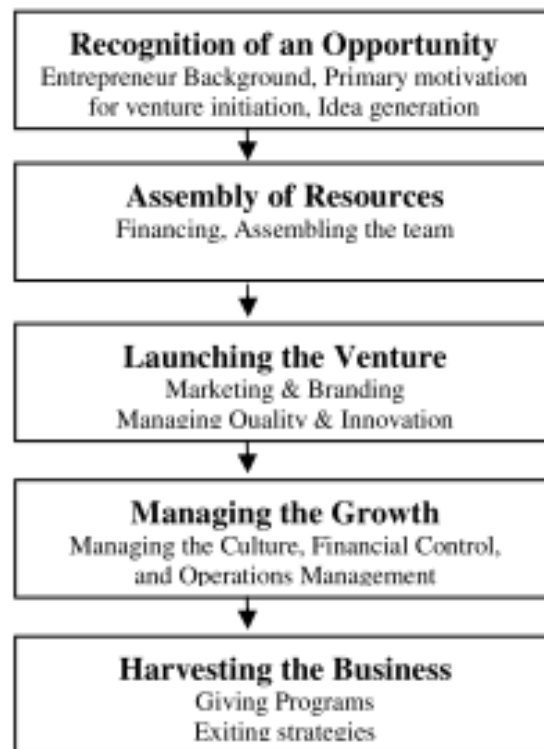 Recognition of an Opportunity
Entrepreneur Background, Primary motivation
for venture initiation, Idea generation
Assembly of Resources
Financing, Assembling the team
Launching the Venture
Marketing & Branding
Managing Quality & Innovation
Managing the Growth
Managing the Culture, Financial Control,
and Operations Management
Harvesting the Business
Giving Programs
Exiting strategies